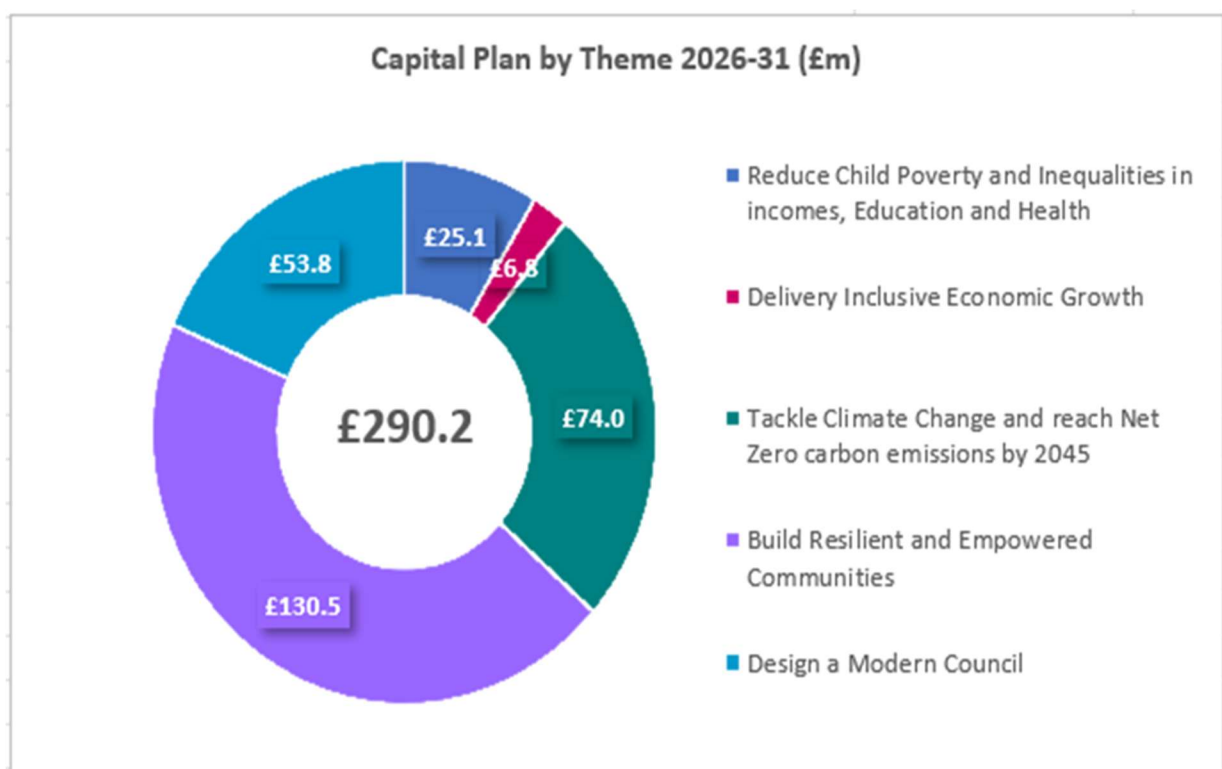 Capital Plan by Theme 2026-31 (£m)
£25.1
£6.8
£53.8
£74.0
£290.2
£130.5
Reduce Child Poverty and Inequalities in
incomes, Education and Health
Delivery Inclusive Economic Growth
Tackle Climate Change and reach Net
Zero carbon emissions by 2045
Build Resilient and Empowered
Communities
Design a Modern Council